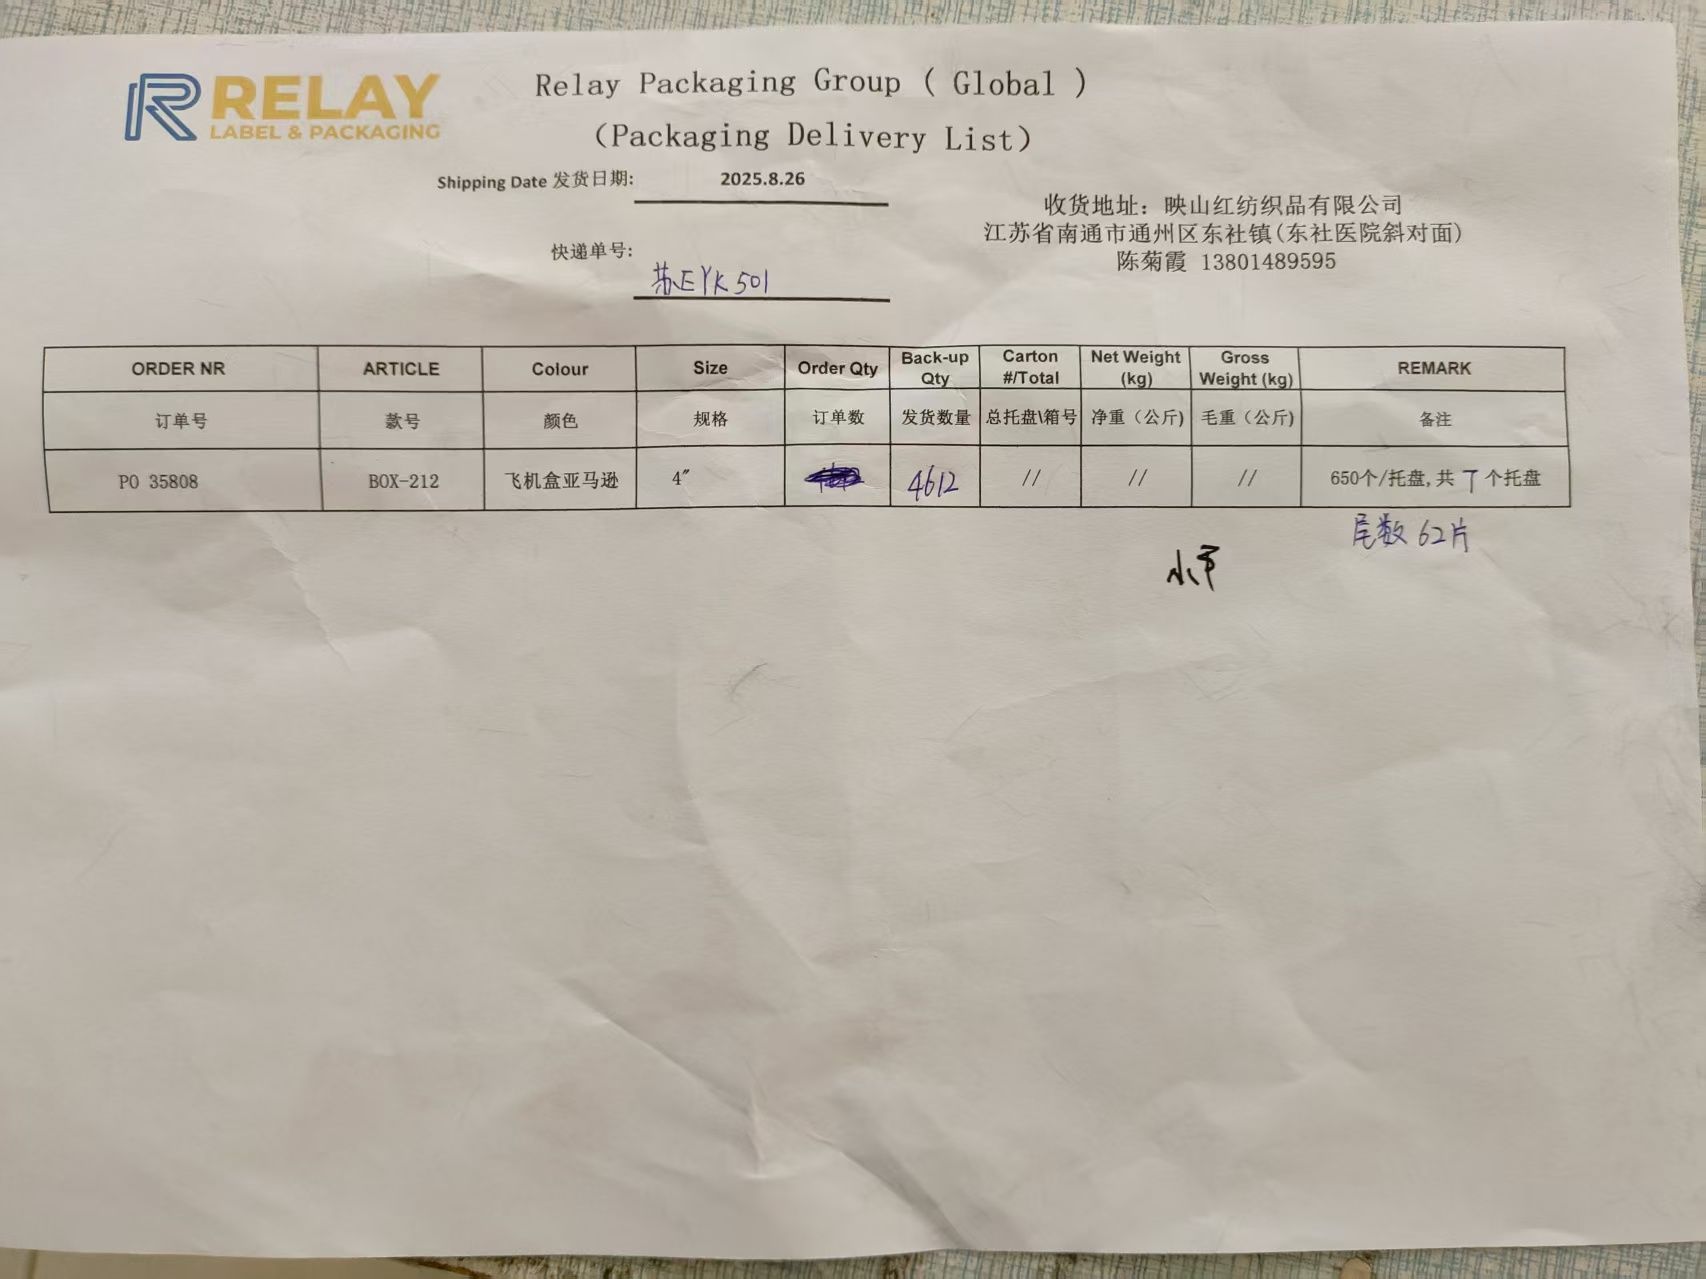 RELAY
LABEL & PACKAGING
Relay Packaging Group ( Global )
(Packaging Delivery List)
Shipping Date 发货日期: 2025.8.26
快递单号: 苏EYK501
收货地址: 映山红纺织品有限公司
江苏省南通市通州区东社镇(东社医院斜对面)
陈菊霞 13801489595
ORDER NR ARTICLE Colour Size Order Qty Back-up Qty Carton #/Total Net Weight (kg) Gross Weight (kg) REMARK
订单号 款号 颜色 规格 订单数 发货数量 总托盘\箱号 净重（公斤） 毛重（公斤） 备注
PO 35808 BOX-212 飞机盒亚马逊 4" 4612 // // // 650个/托盘,共 7 个托盘
尾数 62片